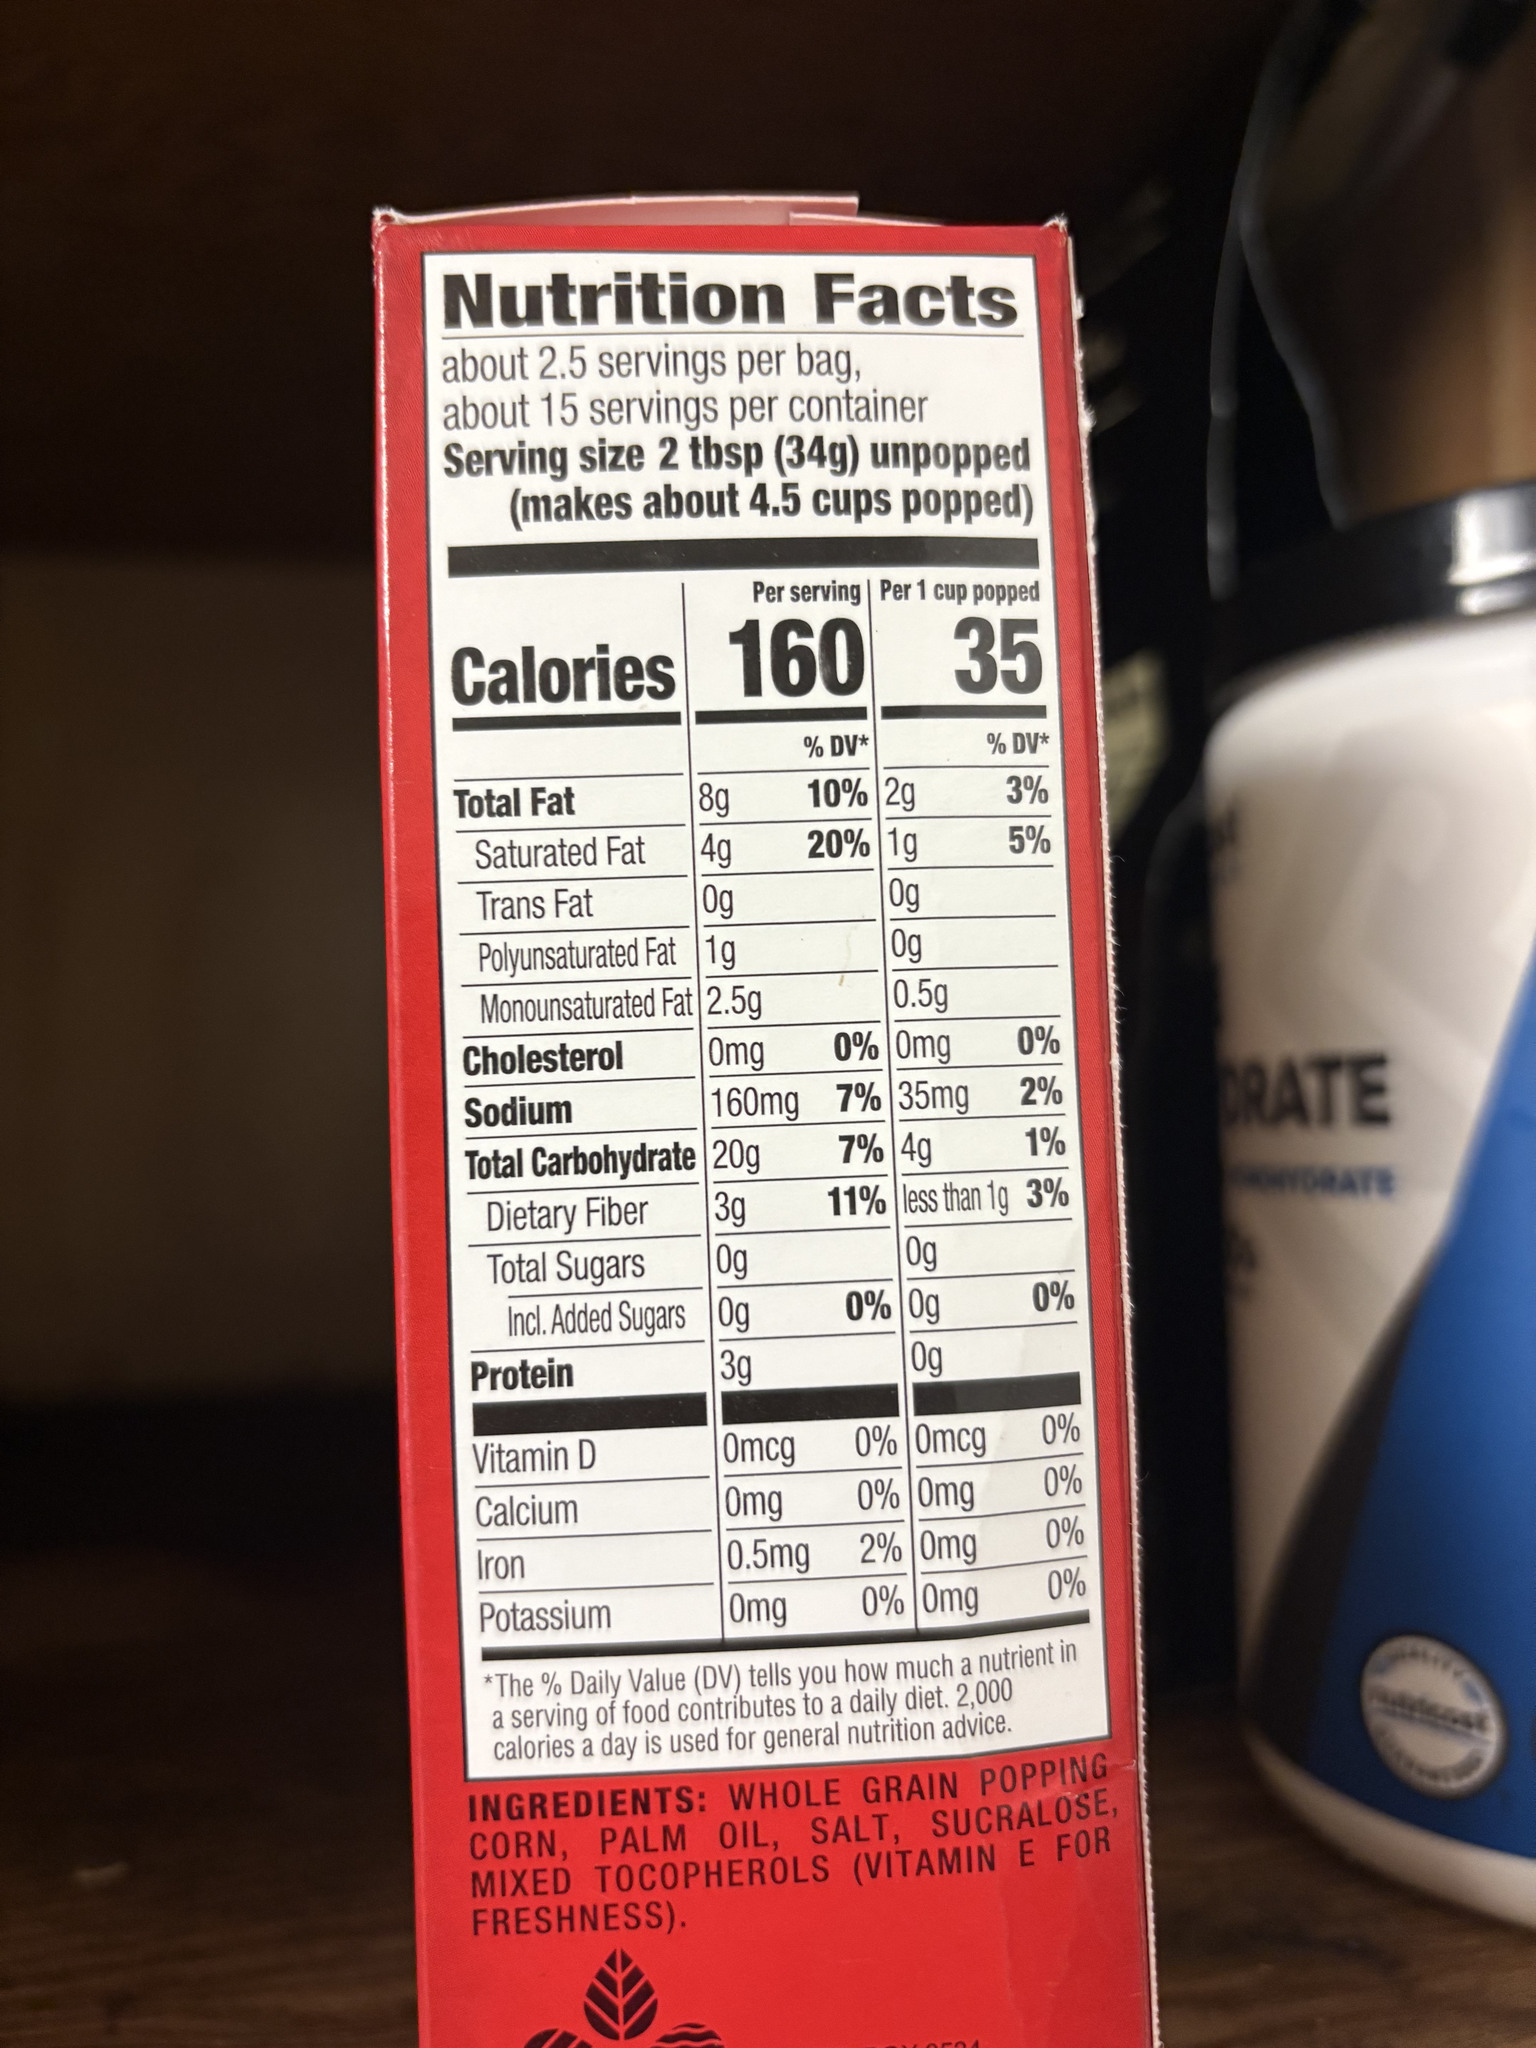 Nutrition Facts
about 2.5 servings per bag,
about 15 servings per container
Serving size 2 tbsp (34g) unpopped
(makes about 4.5 cups popped)
Per serving Per 1 cup popped
Calories 160 35
% DV* % DV*
Total Fat 8g 10% 2g 3%
Saturated Fat 4g 20% 1g 5%
Trans Fat 0g 0g
Polyunsaturated Fat 1g 0g
Monounsaturated Fat 2.5g 0.5g
Cholesterol 0mg 0% 0mg 0%
Sodium 160mg 7% 35mg 2%
Total Carbohydrate 20g 7% 4g 1%
Dietary Fiber 3g 11% less than 1g 3%
Total Sugars 0g 0g
Incl. Added Sugars 0g 0% 0g 0%
Protein 3g 0g
Vitamin D 0mcg 0% 0mcg 0%
Calcium 0mg 0% 0mg 0%
Iron 0.5mg 2% 0mg 0%
Potassium 0mg 0% 0mg 0%
*The % Daily Value (DV) tells you how much a nutrient in
a serving of food contributes to a daily diet. 2,000
calories a day is used for general nutrition advice.
INGREDIENTS: WHOLE GRAIN POPPING
CORN, PALM OIL, SALT, SUCRALOSE,
MIXED TOCOPHEROLS (VITAMIN E FOR
FRESHNESS).
DRATE